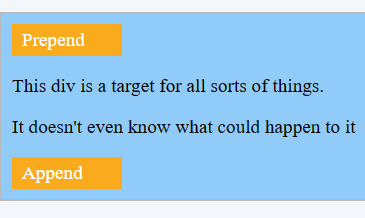 Prepend
This div is a target for all sorts of things.
It doesn't even know what could happen to it
Append